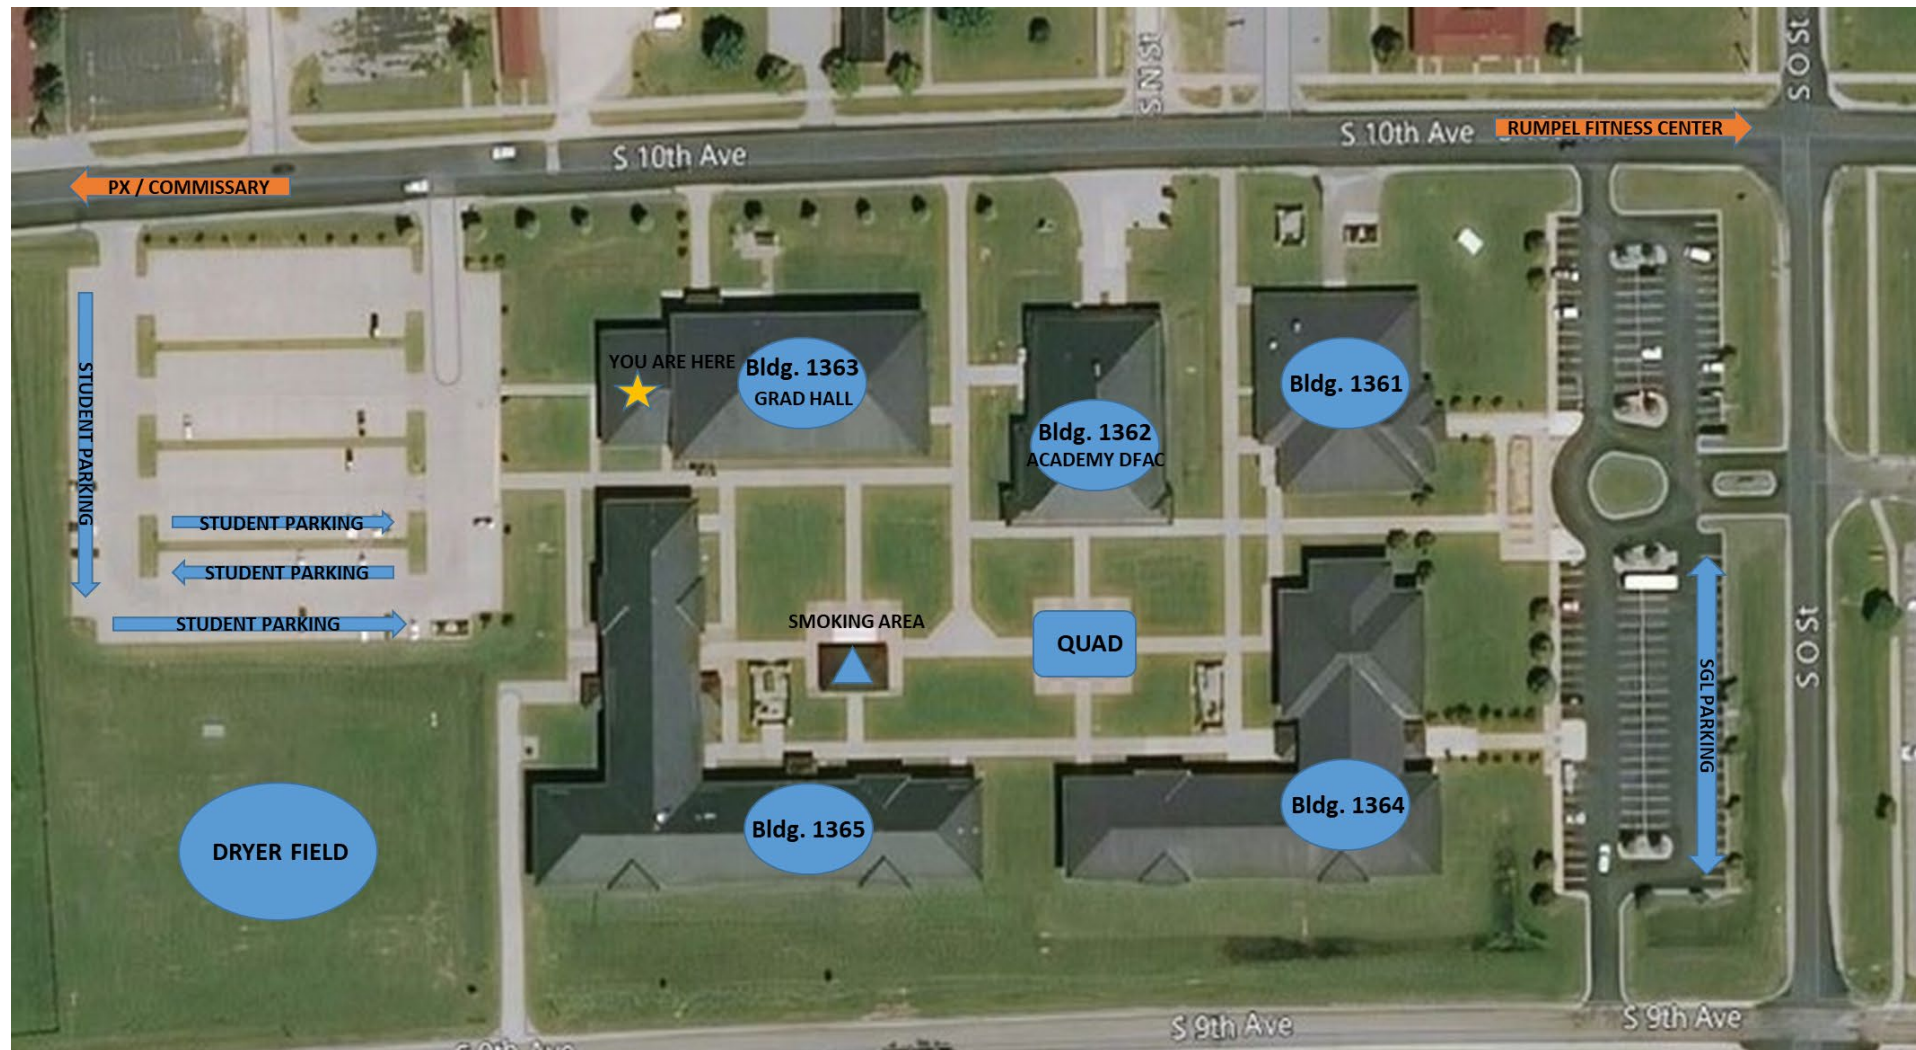 S N St
S O St
S 10th Ave
RUMPEL FITNESS CENTER
S 10th Ave
PX / COMMISSARY
YOU ARE HERE
Bldg. 1363
GRAD HALL
Bldg. 1361
Bldg. 1362
ACADEMY DFAC
STUDENT PARKING
STUDENT PARKING
STUDENT PARKING
STUDENT PARKING
SMOKING AREA
QUAD
S O St
SGL PARKING
Bldg. 1365
Bldg. 1364
DRYER FIELD
S 9th Ave
S 9th Ave
S 9th Ave